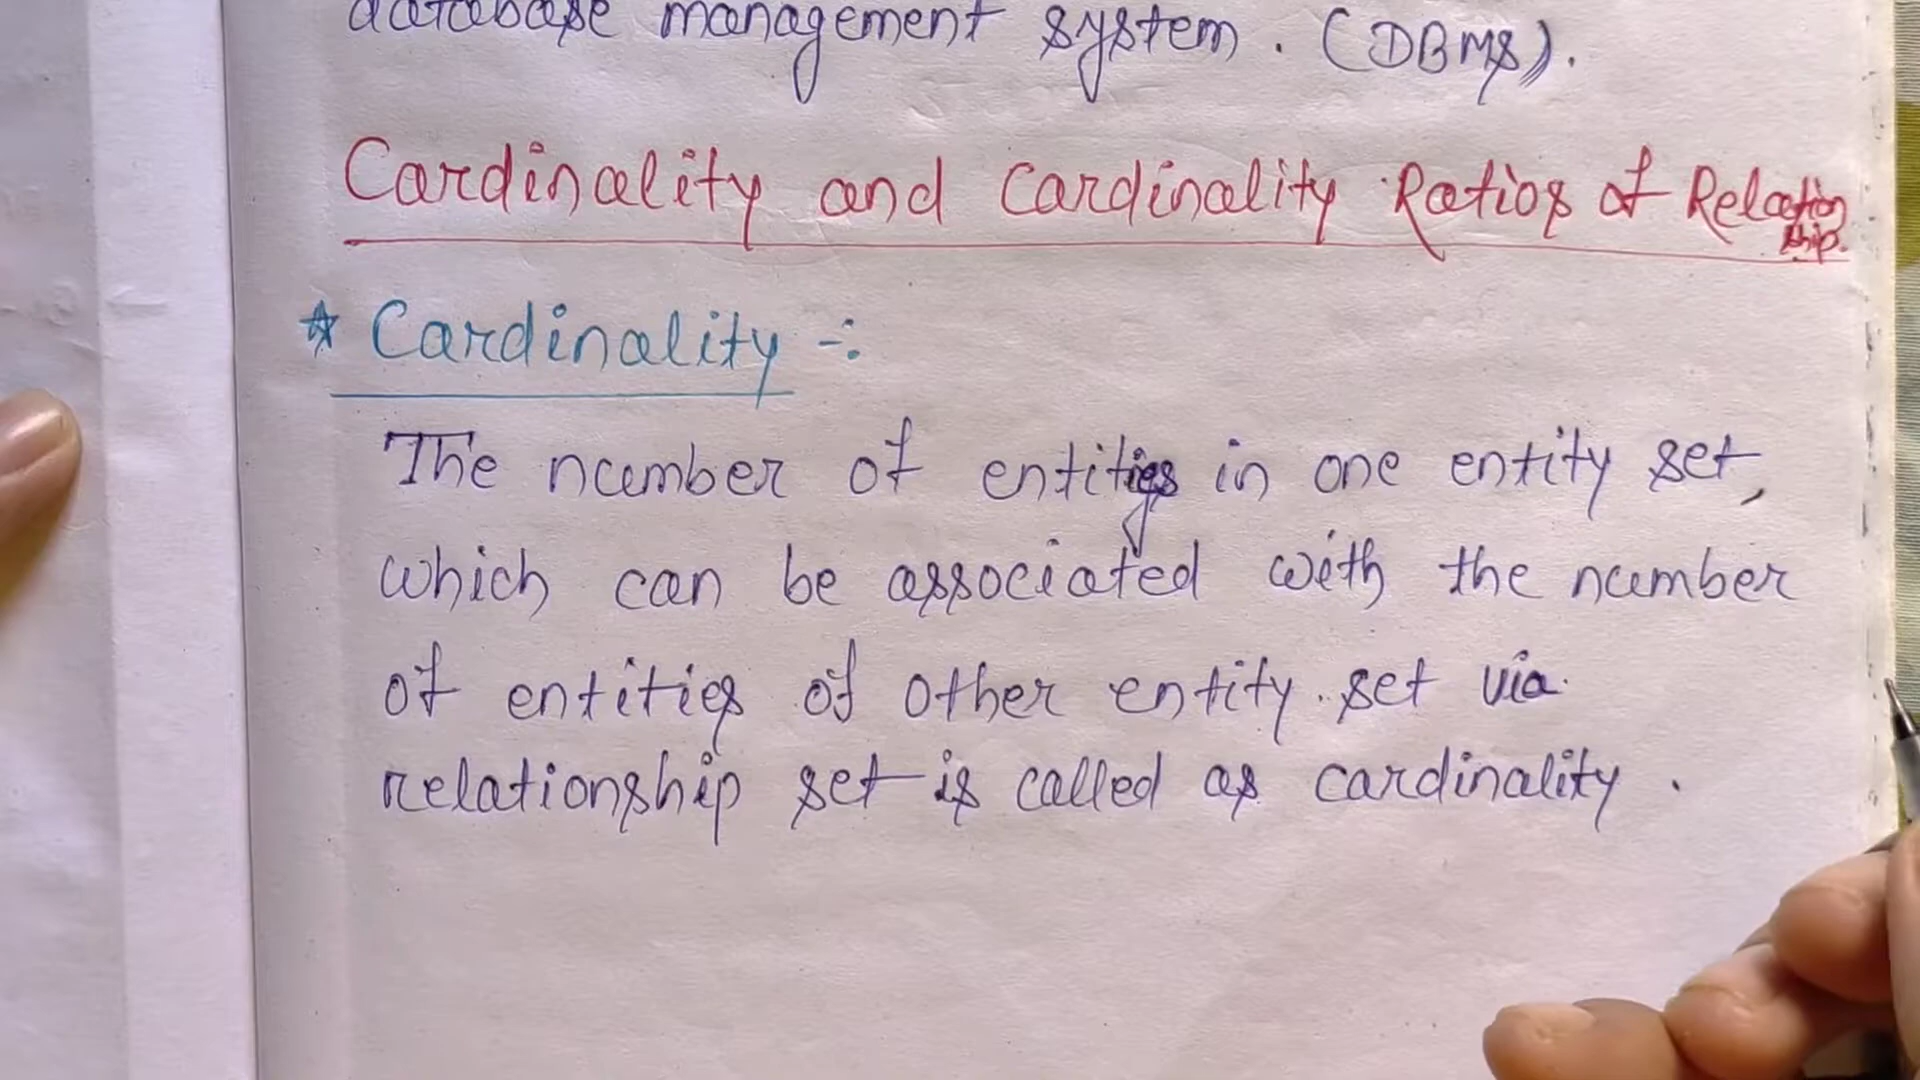 database management system. (DBMS).
Cardinality and Cardinality Ratios of Relationship.
* Cardinality -:
The number of entities in one entity set,
which can be associated with the number
of entities of other entity set via
relationship set is called as cardinality.